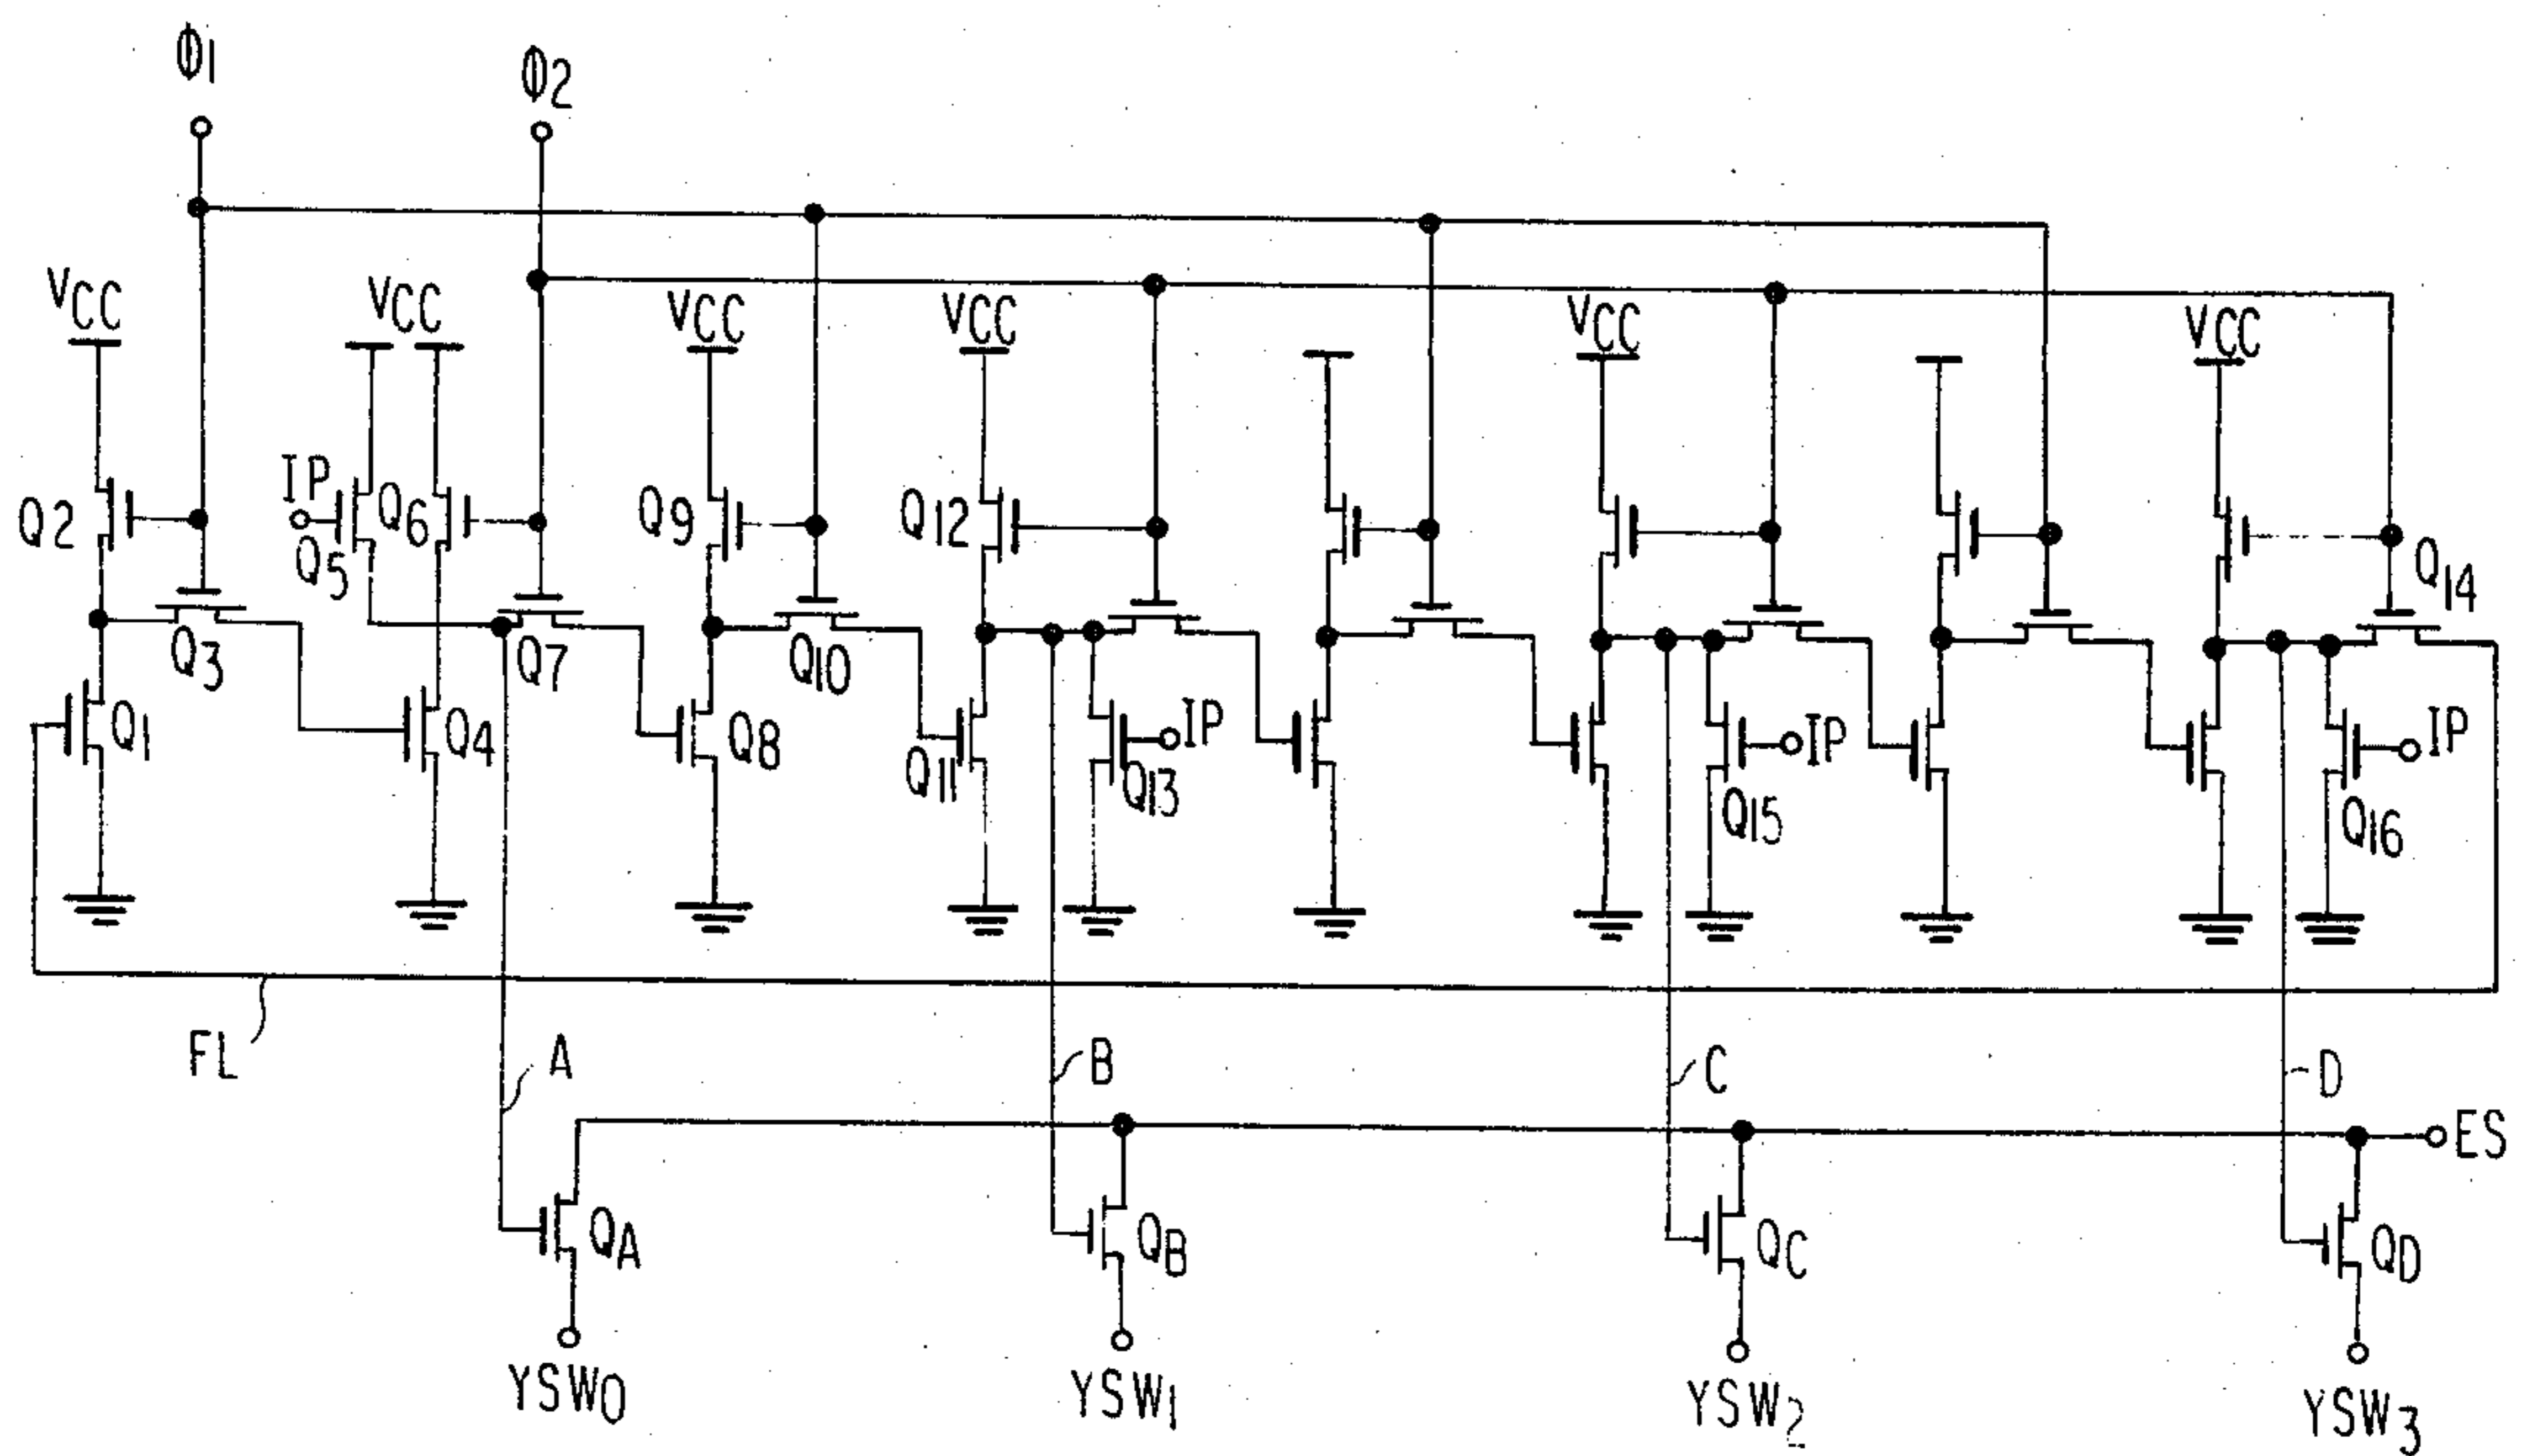 Φ1
Φ2
VCC
VCC
VCC
VCC
VCC
VCC
Q2
IP
Q5
Q6
Q9
Q12
Q14
Q3
Q7
Q10
Q1
Q4
Q8
Q11
IP
Q13
IP
Q15
IP
Q16
FL
A
B
C
D
ES
QA
QB
QC
QD
YSW0
YSW1
YSW2
YSW3